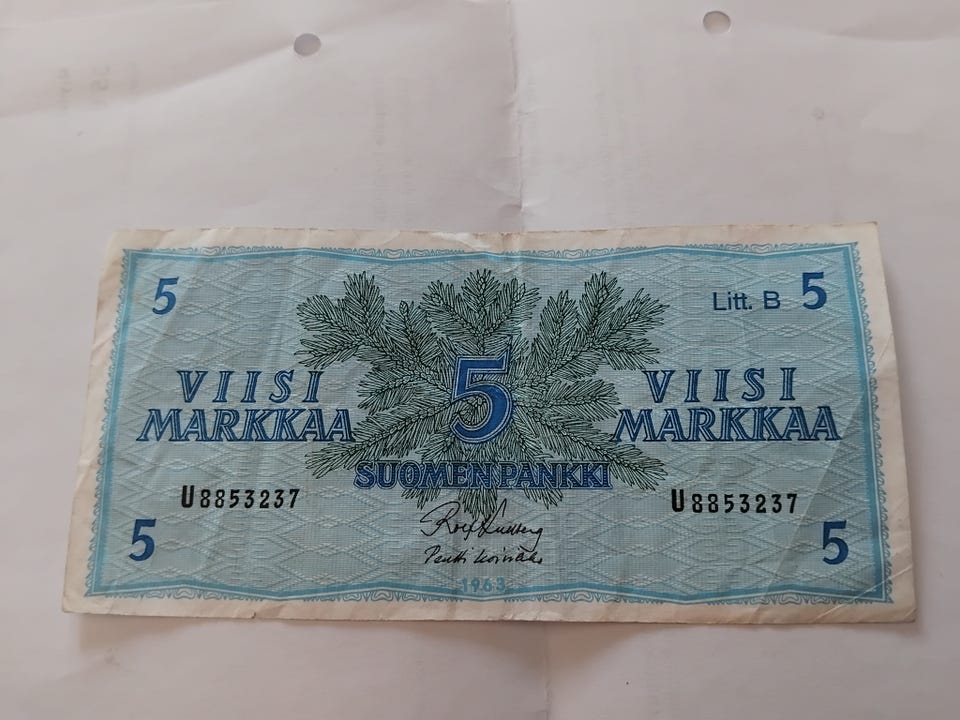 5
Litt. B 5
VIISI MARKKAA
5
VIISI MARKKAA
SUOMEN PANKKI
U8853237
U8853237
5
5
1963